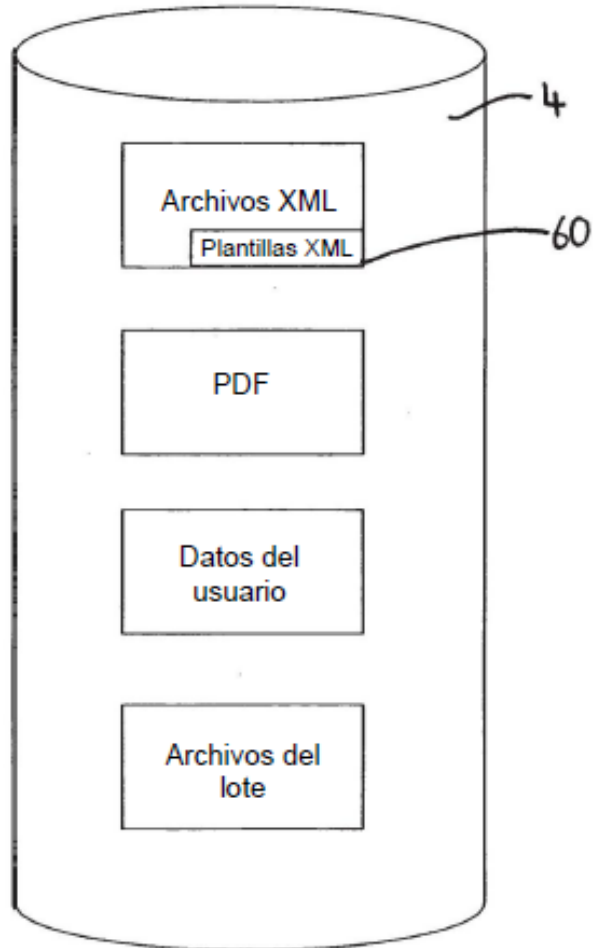 4
Archivos XML
Plantillas XML
60
PDF
Datos del
usuario
Archivos del
lote